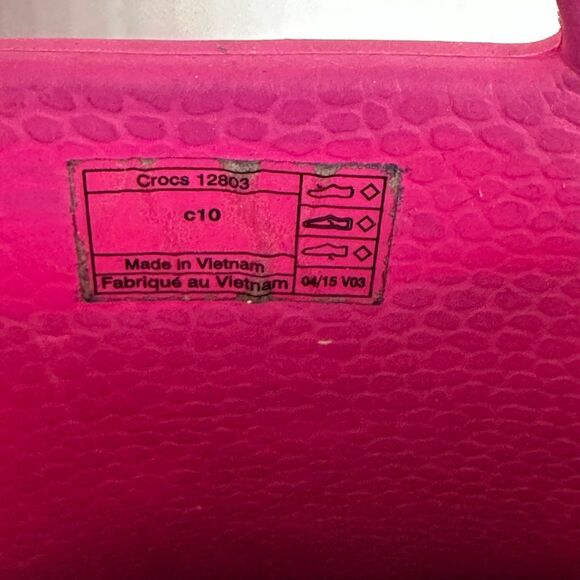 Crocs 12803
c10
Made in Vietnam
Fabriqué au Vietnam
04/15 V03